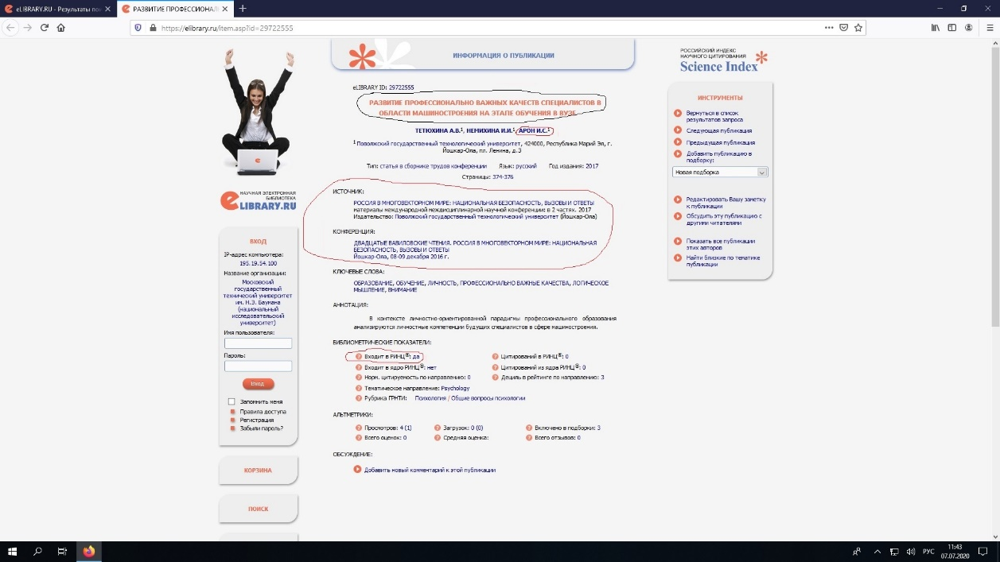 eLIBRARY.RU - Результаты пои
РАЗВИТИЕ ПРОФЕССИОНАЛЬ
https://elibrary.ru/item.asp?id=29722555
ИНФОРМАЦИЯ О ПУБЛИКАЦИИ
РОССИЙСКИЙ ИНДЕКС
НАУЧНОГО ЦИТИРОВАНИЯ
Science Index
eLIBRARY ID: 29722555
РАЗВИТИЕ ПРОФЕССИОНАЛЬНО ВАЖНЫХ КАЧЕСТВ СПЕЦИАЛИСТОВ В
ОБЛАСТИ МАШИНОСТРОЕНИЯ НА ЭТАПЕ ОБУЧЕНИЯ В ВУЗЕ
ТЕТЮХИНА А.В.¹, НЕМИХИНА И.И.¹, АРОН И.С.¹
¹ Поволжский государственный технологический университет, 424000, Республика Марий Эл, г.
Йошкар-Ола, пл. Ленина, д.3
Тип: статья в сборнике трудов конференции Язык: русский Год издания: 2017
Страницы: 374-376
ИСТОЧНИК:
РОССИЯ В МНОГОВЕКТОРНОМ МИРЕ: НАЦИОНАЛЬНАЯ БЕЗОПАСНОСТЬ, ВЫЗОВЫ И ОТВЕТЫ
материалы международной междисциплинарной научной конференции: в 2 частях. 2017
Издательство: Поволжский государственный технологический университет (Йошкар-Ола)
КОНФЕРЕНЦИЯ:
ДВАДЦАТЫЕ ВАВИЛОВСКИЕ ЧТЕНИЯ. РОССИЯ В МНОГОВЕКТОРНОМ МИРЕ: НАЦИОНАЛЬНАЯ
БЕЗОПАСНОСТЬ, ВЫЗОВЫ И ОТВЕТЫ
Йошкар-Ола, 08-09 декабря 2016 г.
КЛЮЧЕВЫЕ СЛОВА:
ОБРАЗОВАНИЕ, ОБУЧЕНИЕ, ЛИЧНОСТЬ, ПРОФЕССИОНАЛЬНО ВАЖНЫЕ КАЧЕСТВА, ЛОГИЧЕСКОЕ
МЫШЛЕНИЕ, ВНИМАНИЕ
АННОТАЦИЯ:
В контексте личностно-ориентированной парадигмы профессионального образования
анализируются личностные компетенции будущих специалистов в сфере машиностроения.
БИБЛИОМЕТРИЧЕСКИЕ ПОКАЗАТЕЛИ:
Входит в РИНЦ®: да Цитирований в РИНЦ®: 0
Входит в ядро РИНЦ®: нет Цитирований из ядра РИНЦ®: 0
Норм. цитируемость по направлению: 0 Дециль в рейтинге по направлению: 3
Тематическое направление: Psychology
Рубрика ГРНТИ: Психология / Общие вопросы психологии
АЛЬТМЕТРИКИ:
Просмотров: 4 (1) Загрузок: 0 (0) Включено в подборки: 3
Всего оценок: 0 Средняя оценка: Всего отзывов: 0
ОБСУЖДЕНИЕ:
Добавить новый комментарий к этой публикации
НАУЧНАЯ ЭЛЕКТРОННАЯ
БИБЛИОТЕКА
eLIBRARY.RU
ВХОД
IP-адрес компьютера:
195.19.54.100
Название организации:
Московский
государственный
технический университет
им. Н.Э. Баумана
(национальный
исследовательский
университет)
Имя пользователя:
Пароль:
Вход
Запомнить меня
Правила доступа
Регистрация
Забыли пароль?
КОРЗИНА
ПОИСК
ИНСТРУМЕНТЫ
Вернуться в список
результатов запроса
Следующая публикация
Предыдущая публикация
Добавить публикацию в
подборку:
Новая подборка
Редактировать Вашу заметку
к публикации
Обсудить эту публикацию с
другими читателями
Показать все публикации
этих авторов
Найти близкие по тематике
публикации
РУС
11:43
07.07.2020